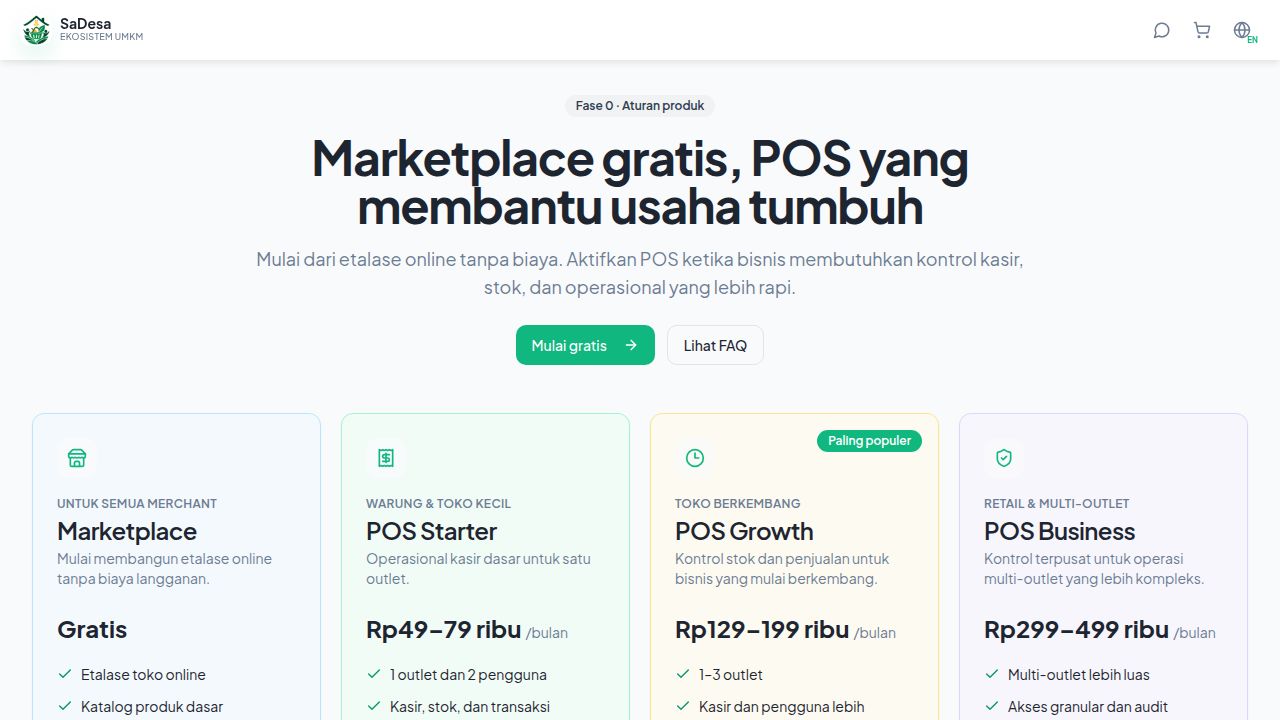 SaDesa
EKOSISTEM UMKM
EN
Fase 0 · Aturan produk
Marketplace gratis, POS yang
membantu usaha tumbuh
Mulai dari etalase online tanpa biaya. Aktifkan POS ketika bisnis membutuhkan kontrol kasir,
stok, dan operasional yang lebih rapi.
Mulai gratis
Lihat FAQ
UNTUK SEMUA MERCHANT
Marketplace
Mulai membangun etalase online
tanpa biaya langganan.
Gratis
Etalase toko online
Katalog produk dasar
WARUNG & TOKO KECIL
POS Starter
Operasional kasir dasar untuk satu
outlet.
Rp49–79 ribu /bulan
1 outlet dan 2 pengguna
Kasir, stok, dan transaksi
Paling populer
TOKO BERKEMBANG
POS Growth
Kontrol stok dan penjualan untuk
bisnis yang mulai berkembang.
Rp129–199 ribu /bulan
1–3 outlet
Kasir dan pengguna lebih
RETAIL & MULTI-OUTLET
POS Business
Kontrol terpusat untuk operasi
multi-outlet yang lebih kompleks.
Rp299–499 ribu /bulan
Multi-outlet lebih luas
Akses granular dan audit